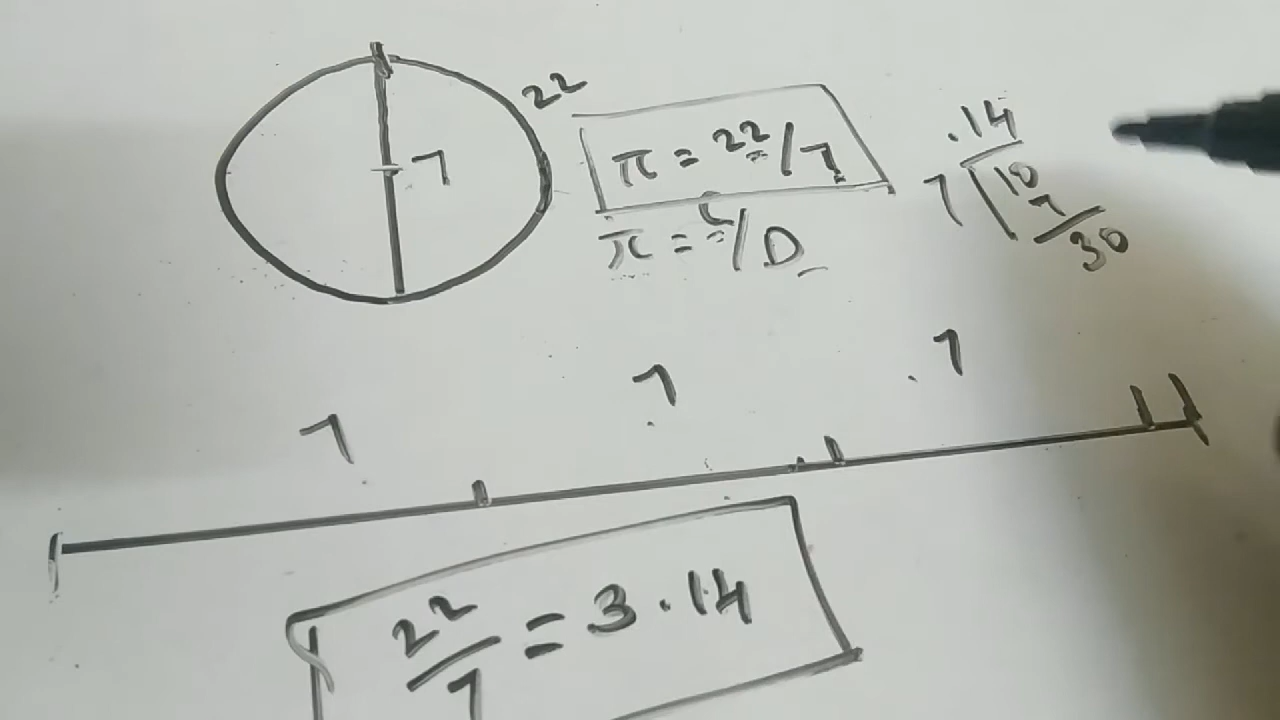 22
7
π = 22/7
π = C/D
.14
7 10
7
30
7 7 7
22/7 = 3.14